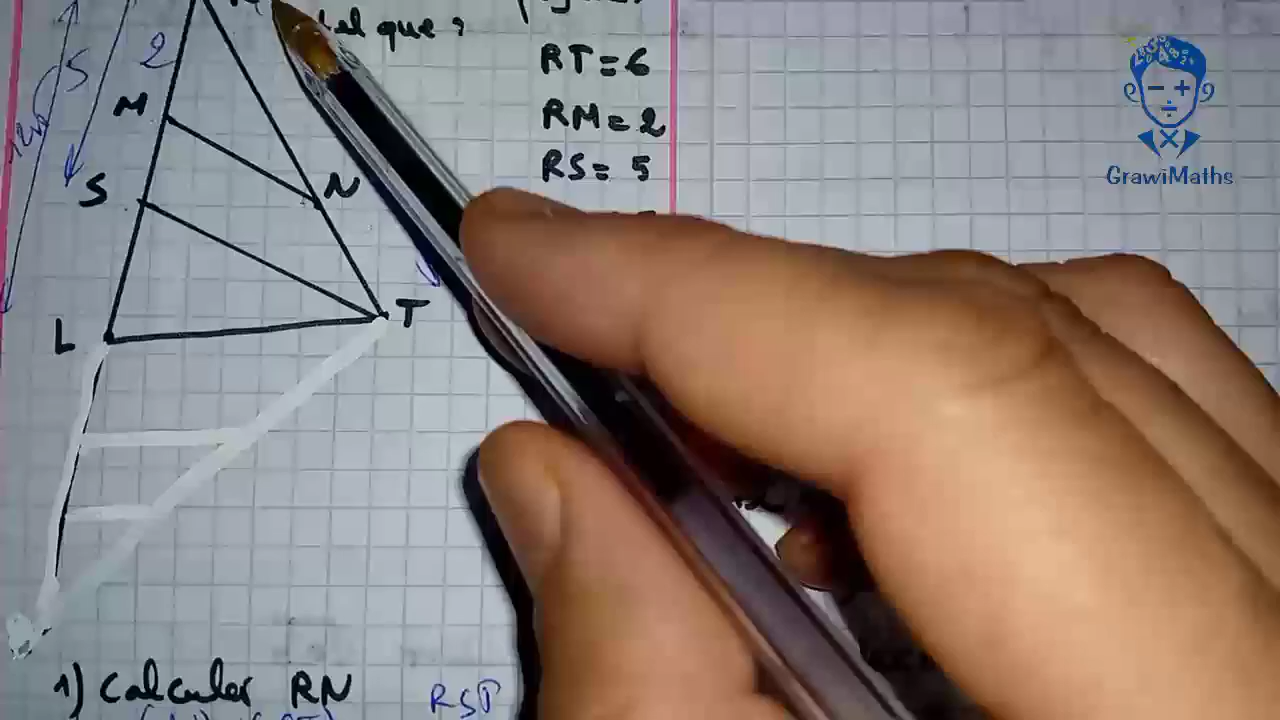 tel que:
RT=6
2
RM=2
M
5
RS=5
S
N
GrawiMaths
L
T
1) Calculer RN
RST